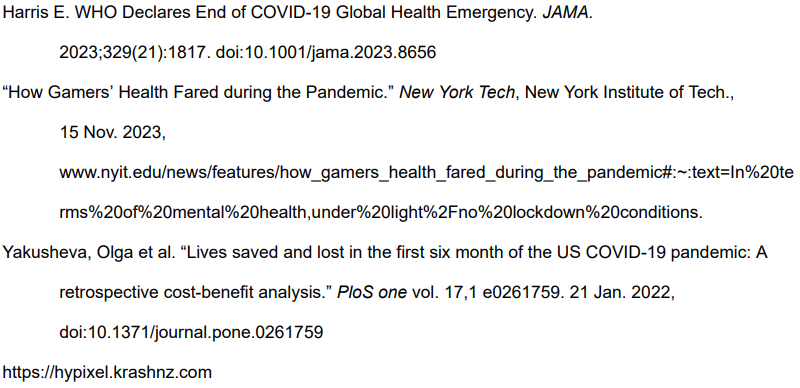 Harris E. WHO Declares End of COVID-19 Global Health Emergency. JAMA.
2023;329(21):1817. doi:10.1001/jama.2023.8656
“How Gamers’ Health Fared during the Pandemic.” New York Tech, New York Institute of Tech.,
15 Nov. 2023,
www.nyit.edu/news/features/how_gamers_health_fared_during_the_pandemic#:~:text=In%20te
rms%20of%20mental%20health,under%20light%2Fno%20lockdown%20conditions.
Yakusheva, Olga et al. “Lives saved and lost in the first six month of the US COVID-19 pandemic: A
retrospective cost-benefit analysis.” PloS one vol. 17,1 e0261759. 21 Jan. 2022,
doi:10.1371/journal.pone.0261759
https://hypixel.krashnz.com